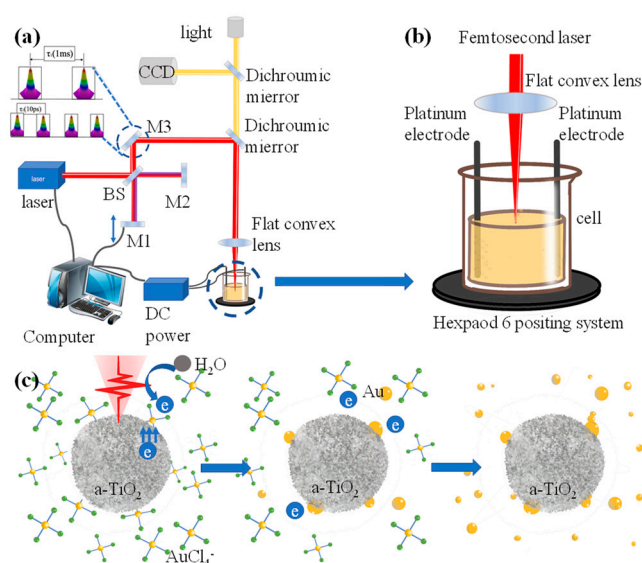 (a)
τ₁(1ms)
τ₂(10ps)
light
CCD
Dichroumic
mierror
M3
Dichroumic
mierror
laser
laser
BS
M2
M1
Flat convex
lens
Computer
DC
power
(b)
Femtosecond laser
Flat convex lens
Platinum
electrode
Platinum
electrode
cell
Hexpaod 6 positing system
(c)
H₂O
e
e
a-TiO₂
AuCl₄⁻
Au
e
e
e
a-TiO₂
a-TiO₂